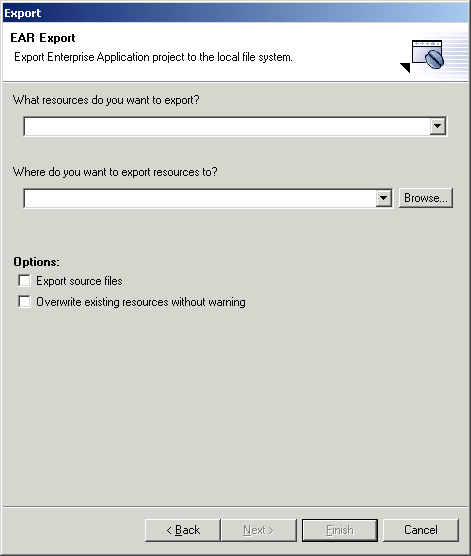 Export
EAR Export
Export Enterprise Application project to the local file system.
What resources do you want to export?
Where do you want to export resources to?
Browse...
Options:
Export source files
Overwrite existing resources without warning
< Back Next > Finish Cancel